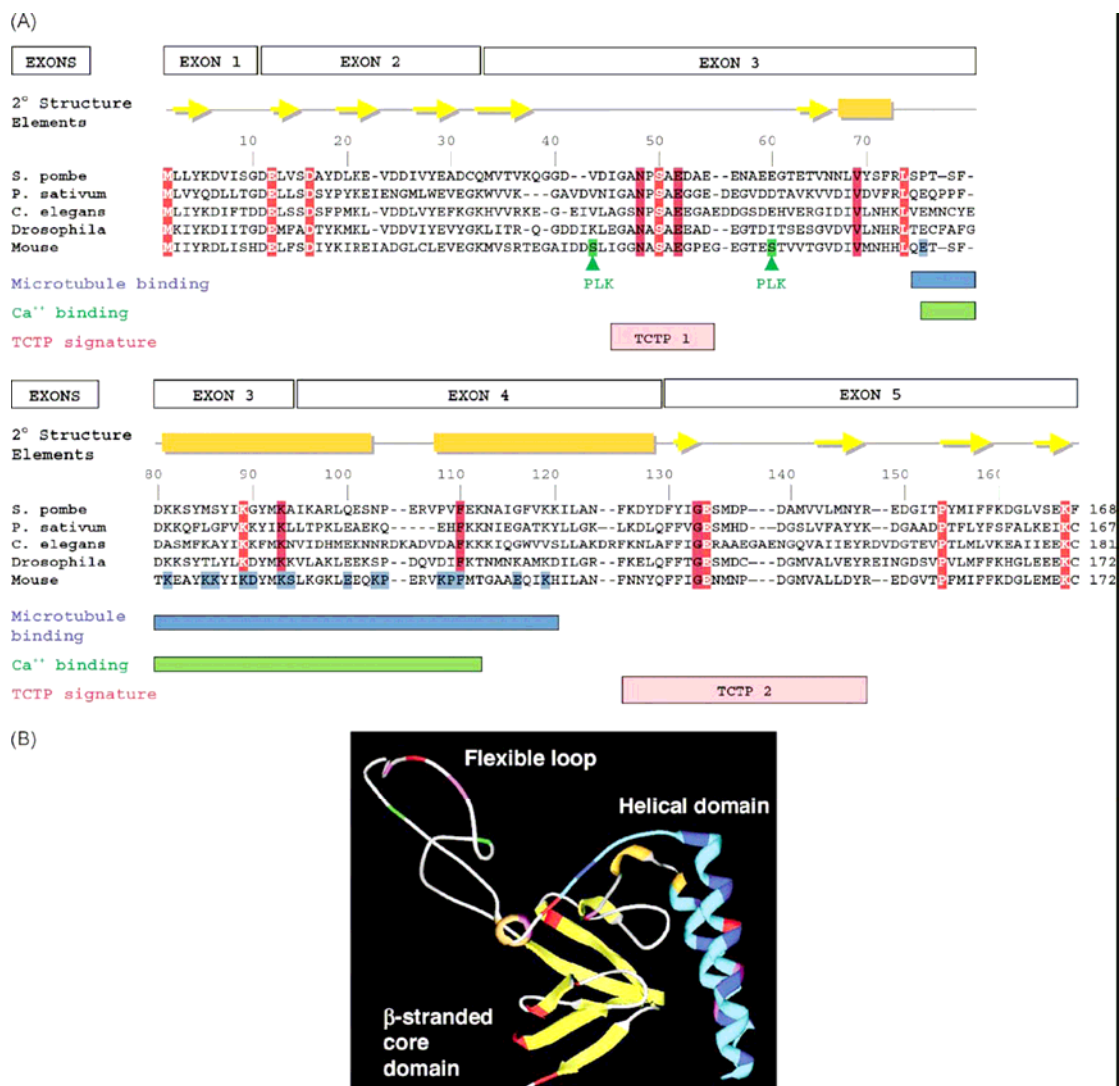 (A)
EXONS EXON 1 EXON 2 EXON 3
2° Structure
Elements
10 20 30 40 50 60 70
S. pombe MLLYKDVISGDELVSDAYDLKE-VDDIVYEADCQMVTVKQGGD--VDIGANPSAEDAE--ENAEEGTETVNNLVYSFRLSPT-SF-
P. sativum MLVYQDLLTGDELLSDSYPYKEIENGMLWEVEGKWVVK---GAVDVNIGANPSAEGGE--DEGVDDTAVKVVDIVDVFRLQEQPPF-
C. elegans MLIYKDIFTDDELSSDSFPMKL-VDDLVYEFKGKHVVRKE-G-EIVLAGSNPSAEEGAEDDGSDEHVERGIDIVLNHKLVEMNCYE
Drosophila MKIYKDIITGDEMFADTYKMKL-VDDVIYEVYGKLITRQG-DDIKLEGANASAEEAD--EGTDITSESGVDVVLNHRLTECFAFG
Mouse MIIYRDLISHDELFSDIYKIREIADGLCLEVEGKMVSRTEGAIDDSLIGGNASAEGPEG-EGTESTVVTGVDIVMNHHLQETSF-
PLK PLK
Microtubule binding
Ca⁺⁺ binding
TCTP signature TCTP 1
EXONS EXON 3 EXON 4 EXON 5
2° Structure
Elements
80 90 100 110 120 130 140 150 160
S. pombe DKKSYMSYIKGYMKAIKARLQESNP--ERVPVFEKNAIGFVKKILAN--FKDYDFYIGESMDP--DAMVVLMNYR-EDGITPYMIFFKDGLVSEKF 168
P. sativum DKKQFLGFVKKYIKLLTPKLEAEKQ---EHFKKNIEGATKYLLGK--LKDLQFFVGESMHD--DGSLVFAYYK-DGAADPTFLYFSFALKEIKC 167
C. elegans DASMFKAYIKKFMKNVIDHMEKNNRDKADVDAFKKKIQGWVVSLLAKDRFKNLAFFIGERAAEGAENGQVAIIEYRDVDGTEVPTLMLVKEAIIEEKC 181
Drosophila DKKSYTLYLKDYMKKVLAKLEEKSP--DQVDIFKTNMNKAMKDILGR--FKELQFFTGESMDC--DGMVALVEYREINGDSVPVLMFFKHGLEEEKC 172
Mouse TKEAYKKYIKDYMKSLKGKLEEQKP--ERVKPFMTGAAEQIKHILAN--FNNYQFFIGENMNP--DGMVALLDYR-EDGVTPFMIFFKDGLEMEKC 172
Microtubule
binding
Ca⁺⁺ binding
TCTP signature TCTP 2
(B)
Flexible loop
Helical domain
β-stranded
core
domain